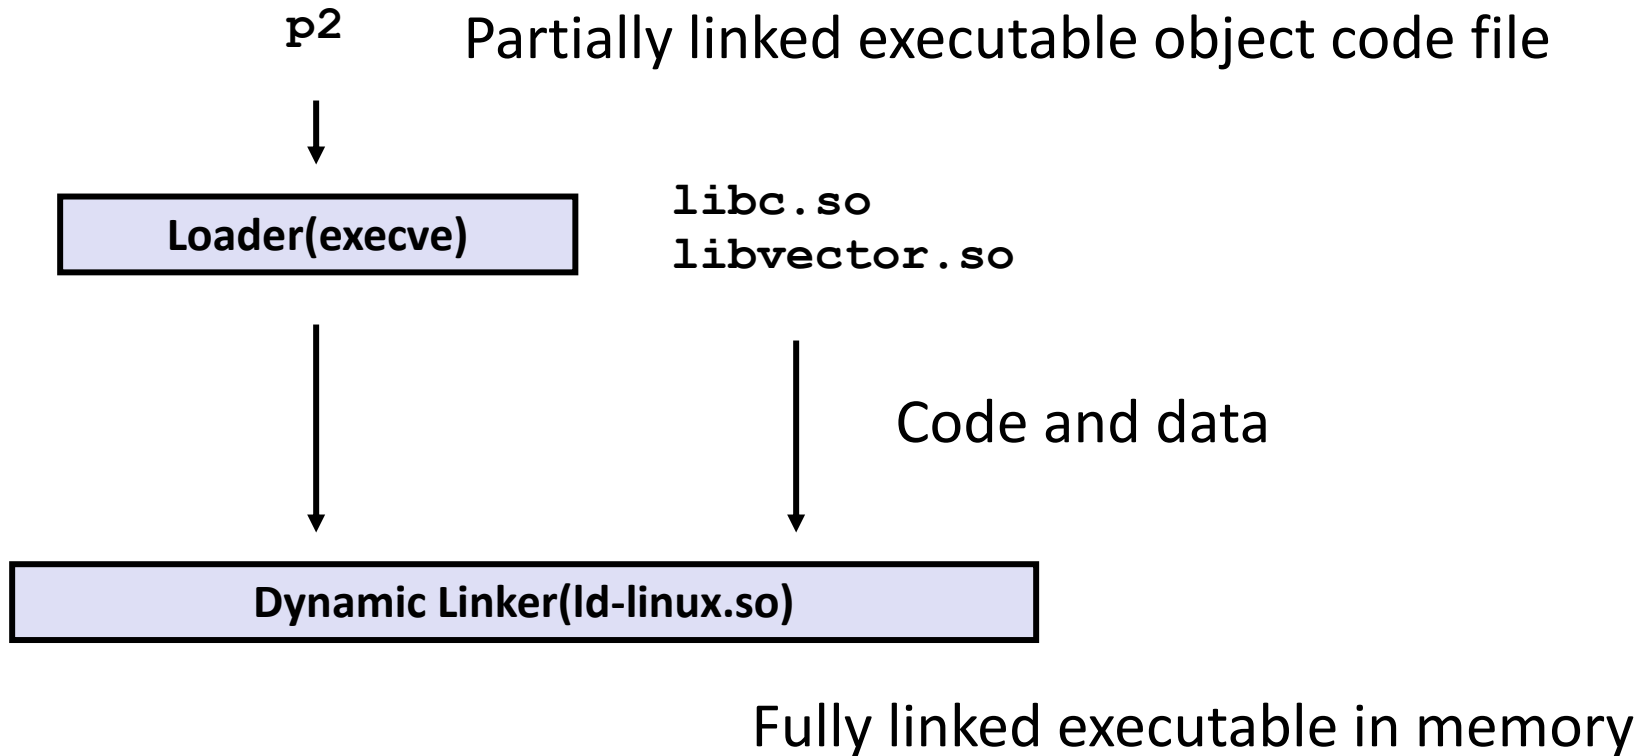 p2 Partially linked executable object code file
Loader(execve)
libc.so
libvector.so
Code and data
Dynamic Linker(ld-linux.so)
Fully linked executable in memory